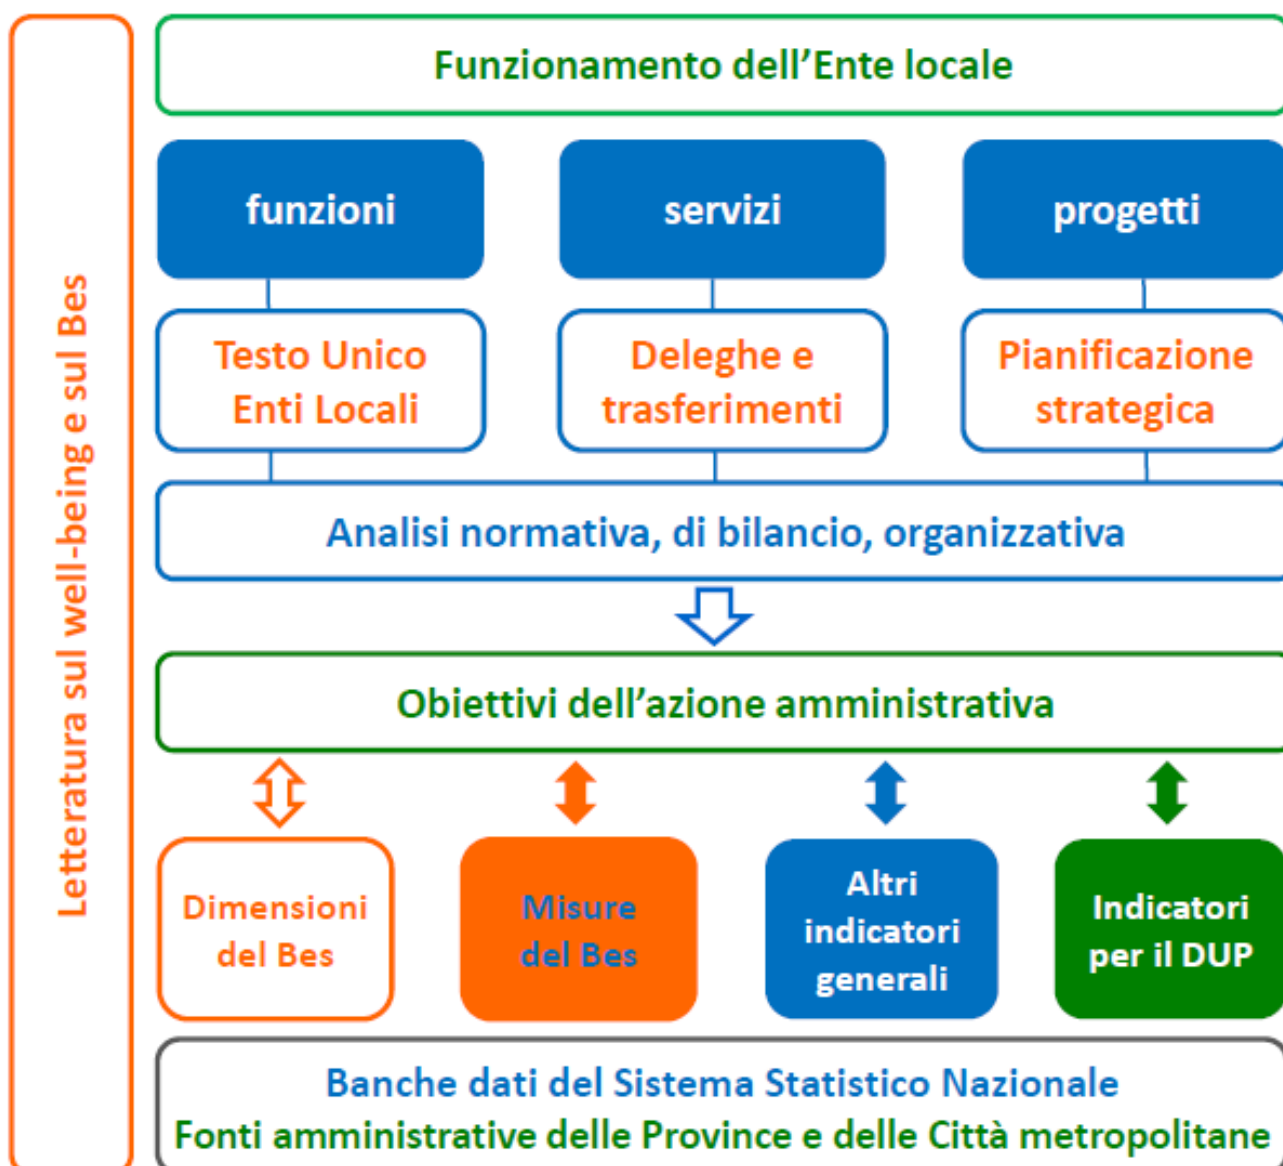 Letteratura sul well-being e sul Bes
Funzionamento dell'Ente locale
funzioni
servizi
progetti
Testo Unico
Enti Locali
Deleghe e
trasferimenti
Pianificazione
strategica
Analisi normativa, di bilancio, organizzativa
Obiettivi dell'azione amministrativa
Dimensioni
del Bes
Misure
del Bes
Altri
indicatori
generali
Indicatori
per il DUP
Banche dati del Sistema Statistico Nazionale
Fonti amministrative delle Province e delle Città metropolitane